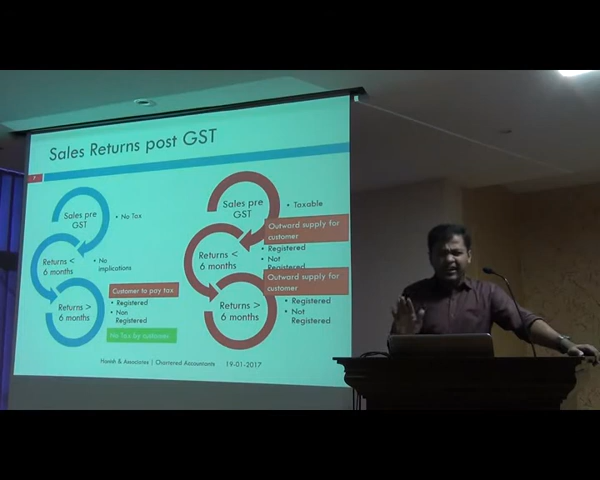 Sales Returns post GST
7
Sales pre
GST
• No Tax
Returns <
6 months
• No
implications
Returns >
6 months
Customer to pay tax
• Registered
• Non
Registered
No Tax by customer
Sales pre
GST
• Taxable
Outward supply for
customer
Returns <
6 months
• Registered
• Not
Registered
Outward supply for
customer
Returns >
6 months
• Registered
• Not
Registered
& Associates | Chartered Accountants
19-01-2017